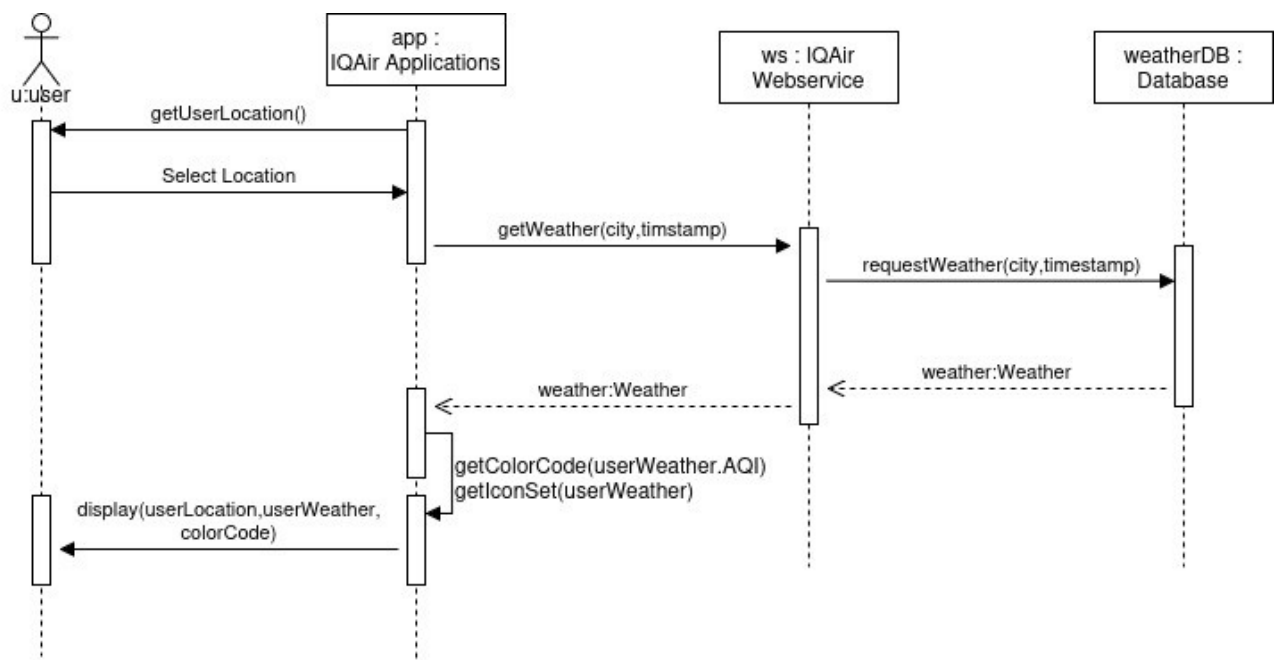 app :
IQAir Applications
ws : IQAir
Webservice
weatherDB :
Database
u:user
getUserLocation()
Select Location
getWeather(city,timstamp)
requestWeather(city,timestamp)
weather:Weather
weather:Weather
getColorCode(userWeather.AQI)
getIconSet(userWeather)
display(userLocation,userWeather,
colorCode)